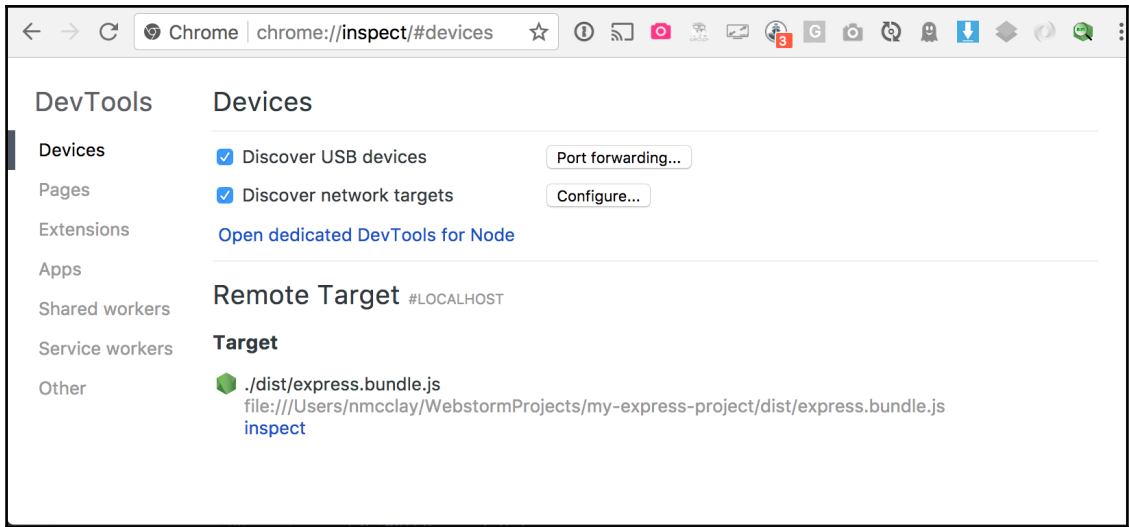 Chrome chrome://inspect/#devices
3
G
DevTools
Devices
Pages
Extensions
Apps
Shared workers
Service workers
Other
Devices
Discover USB devices Port forwarding...
Discover network targets Configure...
Open dedicated DevTools for Node
Remote Target #LOCALHOST
Target
./dist/express.bundle.js
file:///Users/nmcclay/WebstormProjects/my-express-project/dist/express.bundle.js
inspect